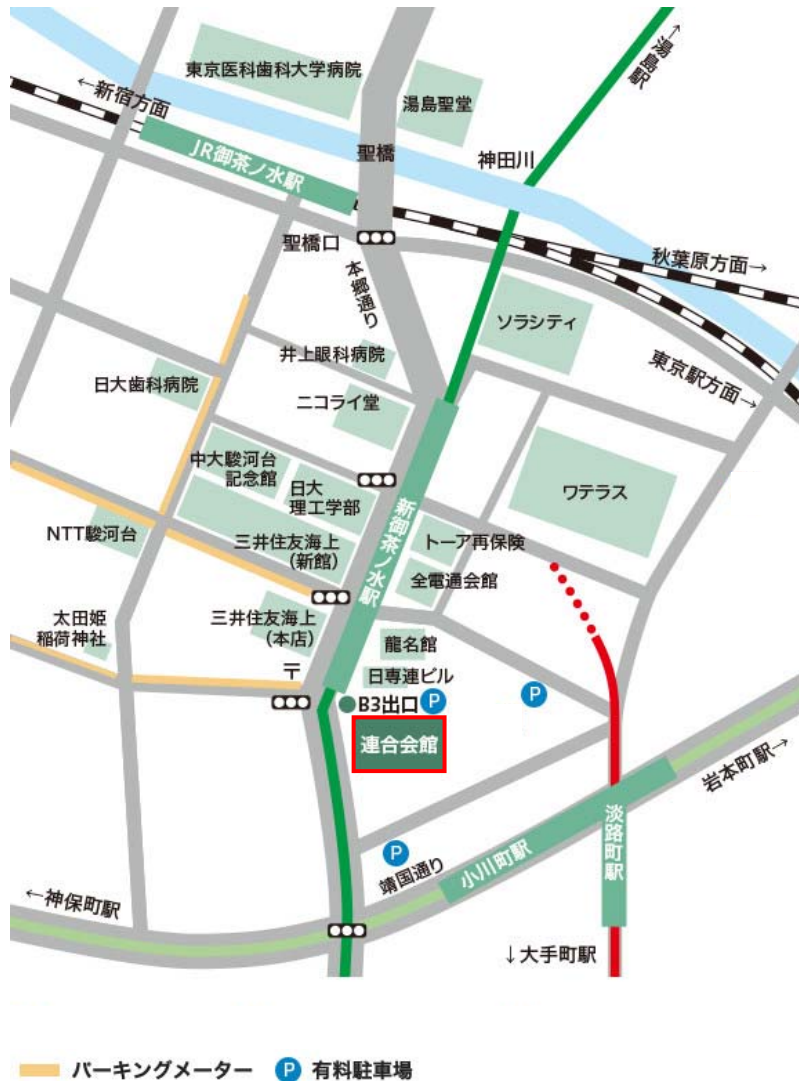 東京医科歯科大学病院
湯島聖堂
→湯島駅
←新宿方面
JR御茶ノ水駅
聖橋
神田川
聖橋口
本郷通り
秋葉原方面→
ソラシティ
井上眼科病院
東京駅方面→
日大歯科病院
ニコライ堂
中大駿河台
記念館
日大
理工学部
新御茶ノ水駅
ワテラス
NTT駿河台
三井住友海上
(新館)
トーア再保険
全電通会館
太田姫
稲荷神社
三井住友海上
(本店)
龍名館
〒
日専連ビル
B3出口
P
P
連合会館
岩本町駅→
淡路町駅
小川町駅
P
靖国通り
←神保町駅
↓大手町駅
パーキングメーター
P 有料駐車場